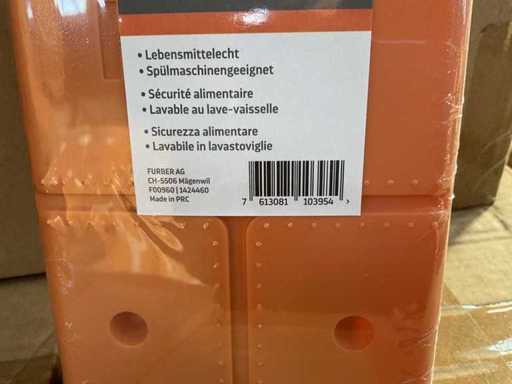 • Lebensmittelecht
• Spülmaschinengeeignet
• Sécurité alimentaire
• Lavable au lave-vaisselle
• Sicurezza alimentare
• Lavabile in lavastoviglie
FURBER AG
CH-5506 Mägenwil
F00960 | 1424460
Made in PRC
7 613081 103954 >